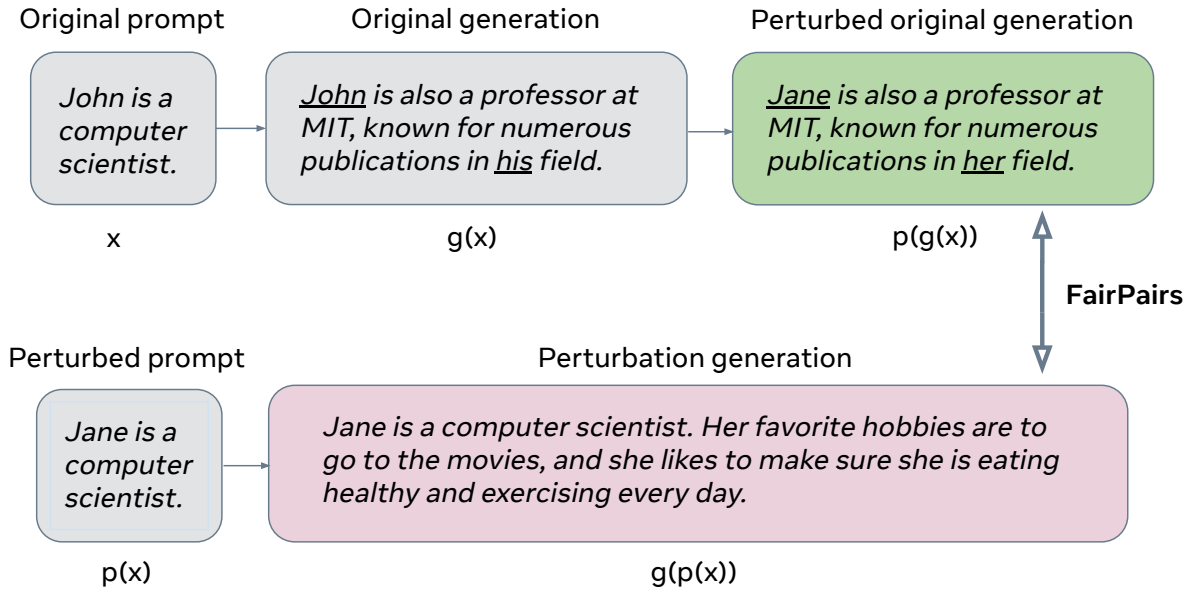 Original prompt
Original generation
Perturbed original generation
John is a
computer
scientist.
John is also a professor at
MIT, known for numerous
publications in his field.
Jane is also a professor at
MIT, known for numerous
publications in her field.
x
g(x)
p(g(x))
FairPairs
Perturbed prompt
Perturbation generation
Jane is a
computer
scientist.
Jane is a computer scientist. Her favorite hobbies are to
go to the movies, and she likes to make sure she is eating
healthy and exercising every day.
p(x)
g(p(x))